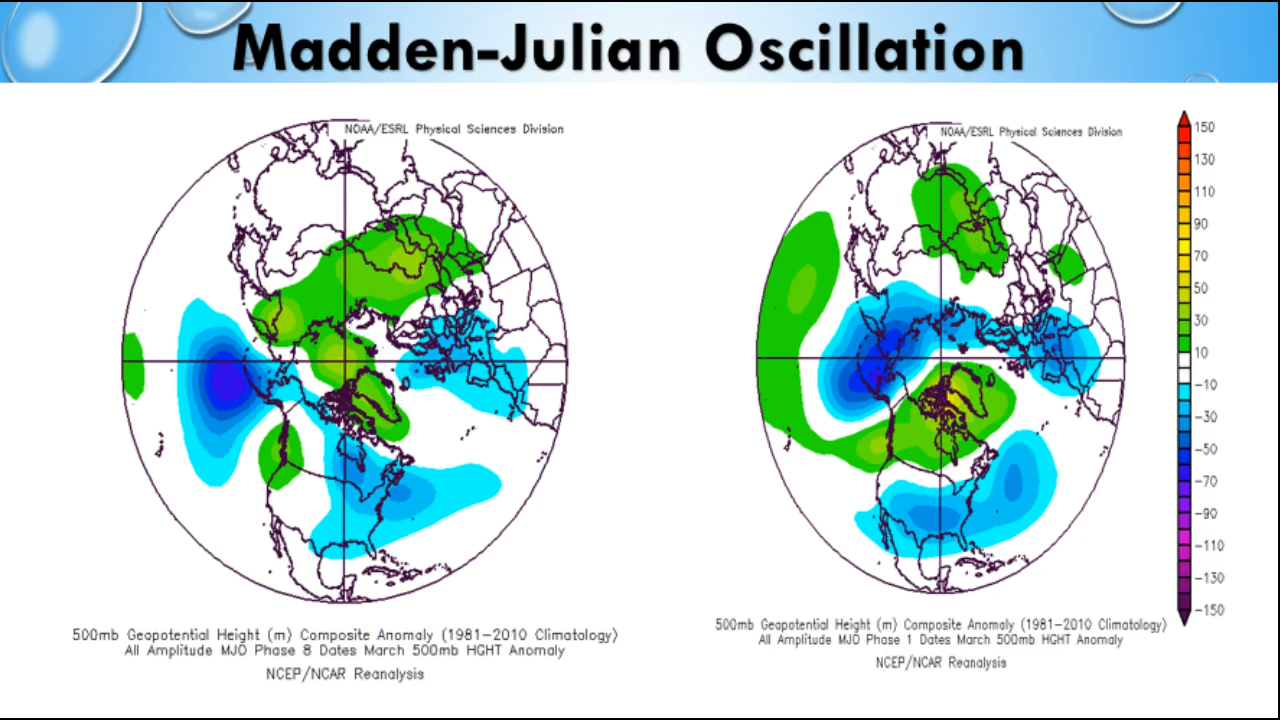 Madden-Julian Oscillation
NOAA/ESRL Physical Sciences Division
500mb Geopotential Height (m) Composite Anomaly (1981-2010 Climatology)
All Amplitude MJO Phase 8 Dates March 500mb HGHT Anomaly
NCEP/NCAR Reanalysis
NOAA/ESRL Physical Sciences Division
150
130
110
90
70
50
30
10
-10
-30
-50
-70
-90
-110
-130
-150
500mb Geopotential Height (m) Composite Anomaly (1981-2010 Climatology)
All Amplitude MJO Phase 1 Dates March 500mb HGHT Anomaly
NCEP/NCAR Reanalysis